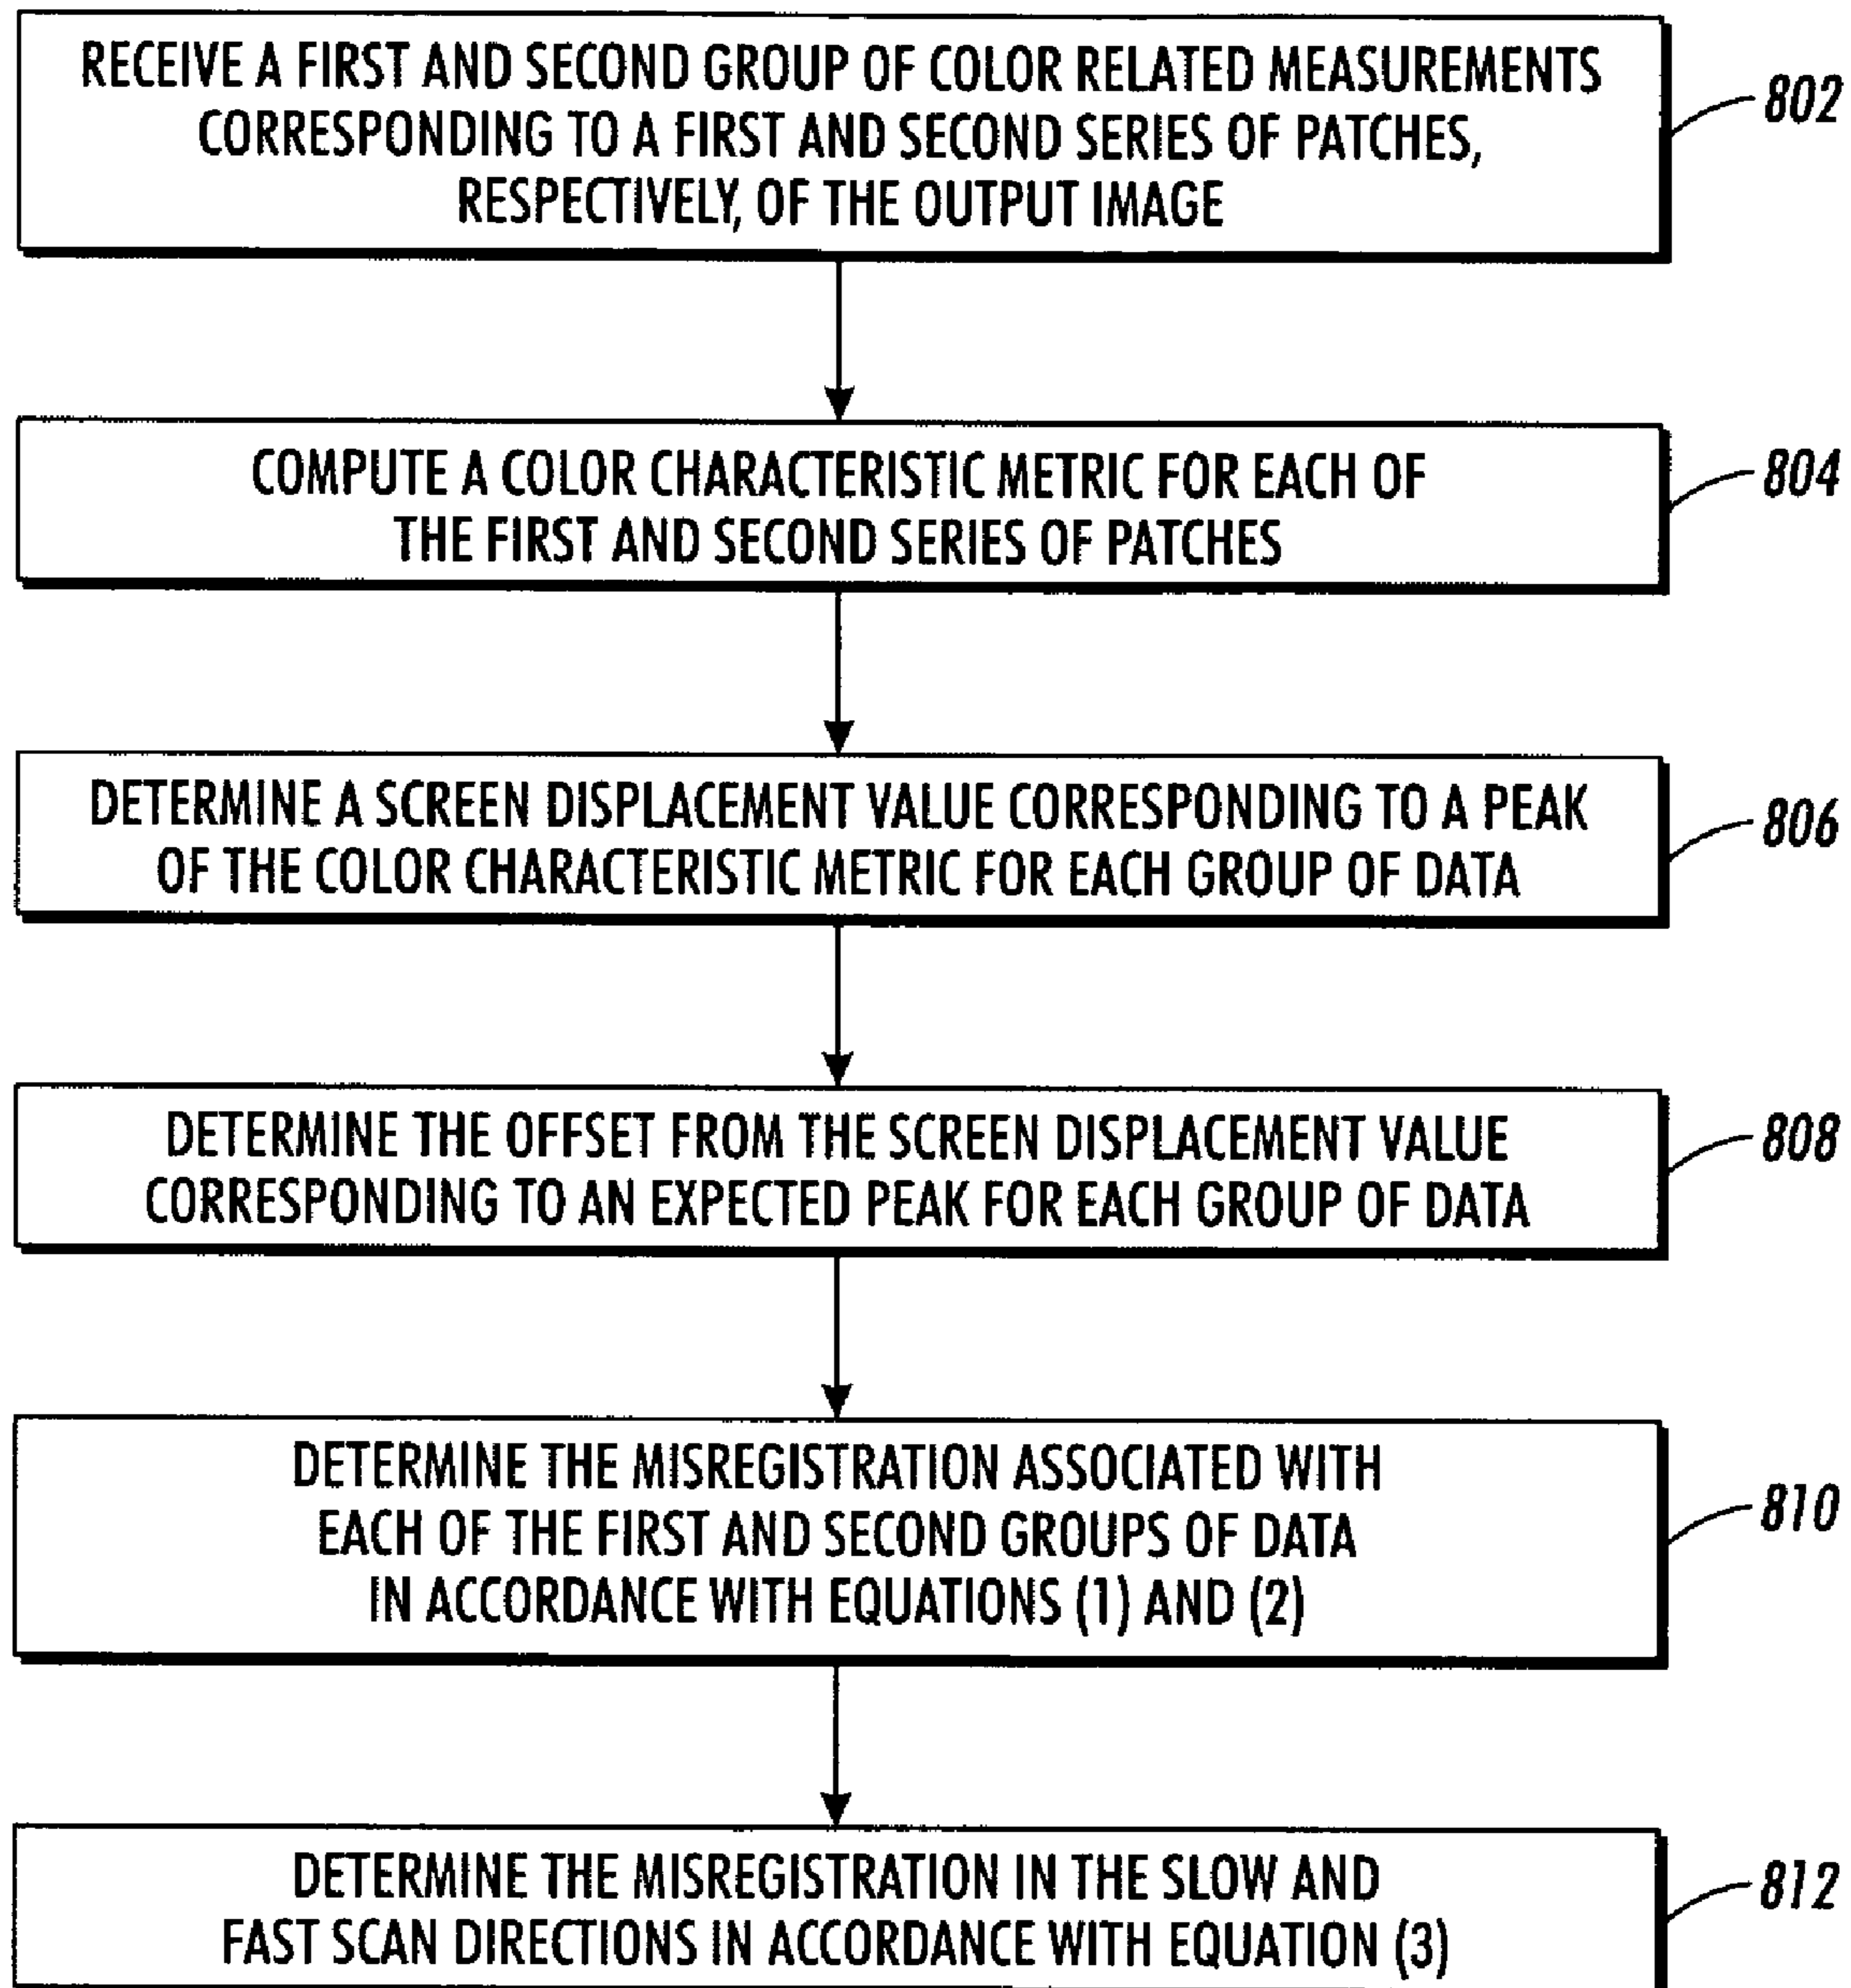 RECEIVE A FIRST AND SECOND GROUP OF COLOR RELATED MEASUREMENTS
CORRESPONDING TO A FIRST AND SECOND SERIES OF PATCHES,
RESPECTIVELY, OF THE OUTPUT IMAGE
802
COMPUTE A COLOR CHARACTERISTIC METRIC FOR EACH OF
THE FIRST AND SECOND SERIES OF PATCHES
804
DETERMINE A SCREEN DISPLACEMENT VALUE CORRESPONDING TO A PEAK
OF THE COLOR CHARACTERISTIC METRIC FOR EACH GROUP OF DATA
806
DETERMINE THE OFFSET FROM THE SCREEN DISPLACEMENT VALUE
CORRESPONDING TO AN EXPECTED PEAK FOR EACH GROUP OF DATA
808
DETERMINE THE MISREGISTRATION ASSOCIATED WITH
EACH OF THE FIRST AND SECOND GROUPS OF DATA
IN ACCORDANCE WITH EQUATIONS (1) AND (2)
810
DETERMINE THE MISREGISTRATION IN THE SLOW AND
FAST SCAN DIRECTIONS IN ACCORDANCE WITH EQUATION (3)
812